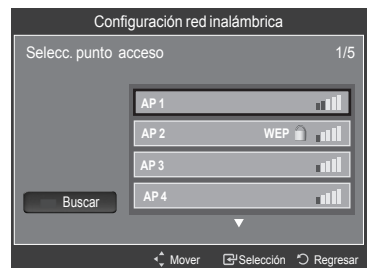 Configuración red inalámbrica
Selecc. punto acceso 1/5
AP 1
AP 2 WEP
AP 3
AP 4
Buscar
Mover Selección Regresar